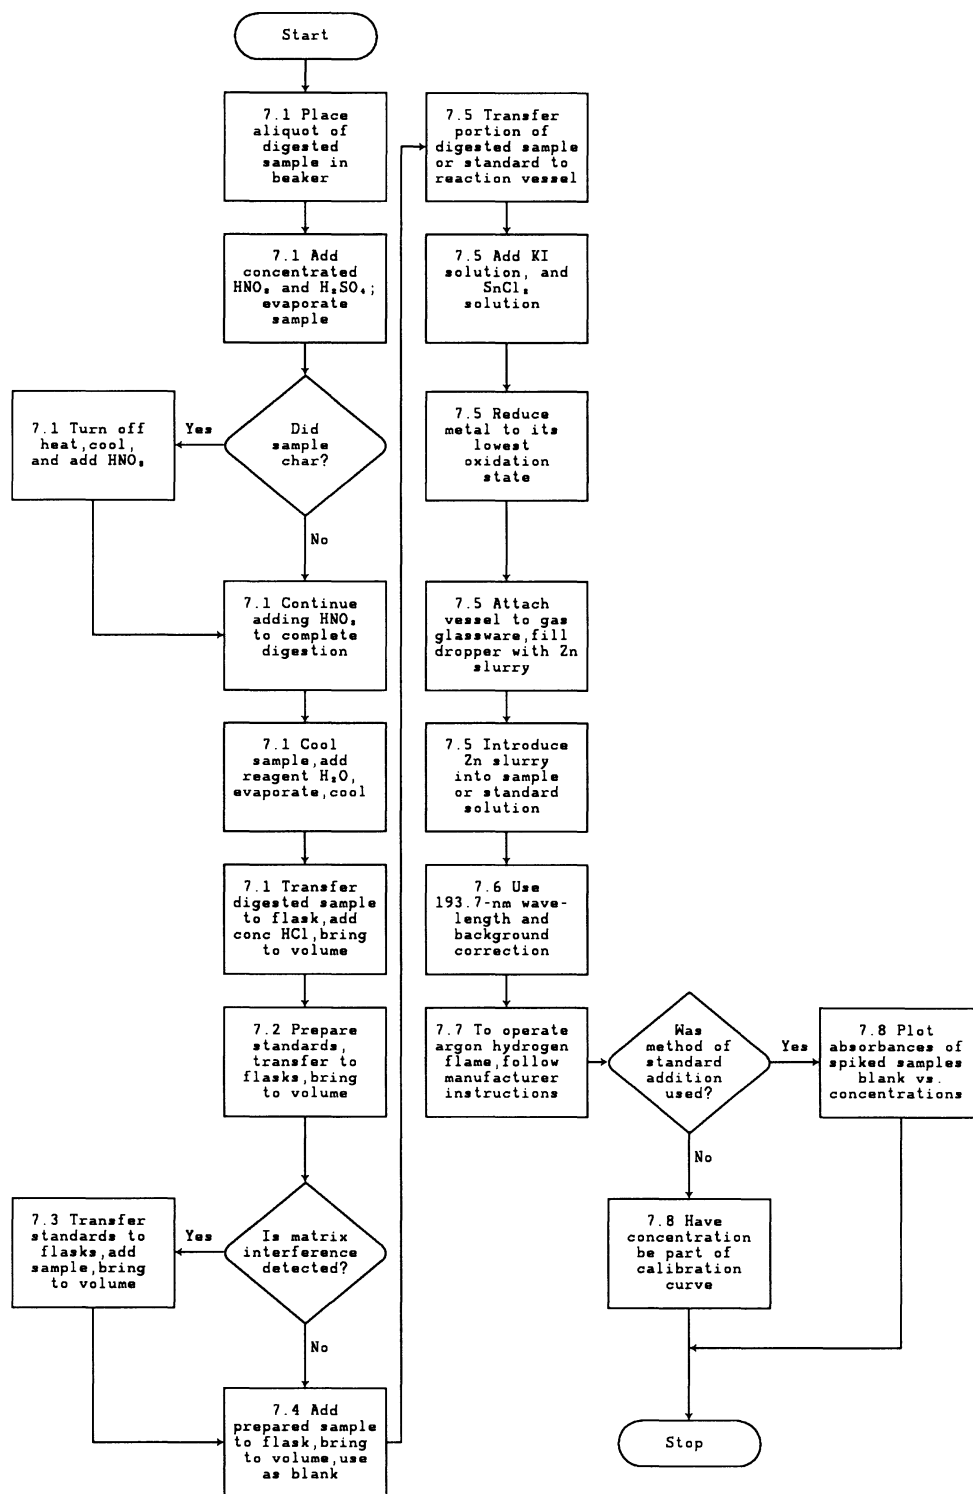 Start
7.1 Place
aliquot of
digested
sample in
beaker
7.1 Add
concentrated
HNO₃ and H₂SO₄;
evaporate
sample
Did
sample
char?
Yes
7.1 Turn off
heat,cool,
and add HNO₃
No
7.1 Continue
adding HNO₃
to complete
digestion
7.1 Cool
sample,add
reagent H₂O,
evaporate,cool
7.1 Transfer
digested sample
to flask,add
conc HCl,bring
to volume
7.2 Prepare
standards,
transfer to
flasks,bring
to volume
Is matrix
interference
detected?
Yes
7.3 Transfer
standards to
flasks,add
sample,bring
to volume
No
7.4 Add
prepared sample
to flask,bring
to volume,use
as blank
7.5 Transfer
portion of
digested sample
or standard to
reaction vessel
7.5 Add KI
solution, and
SnCl₂
solution
7.5 Reduce
metal to its
lowest
oxidation
state
7.5 Attach
vessel to gas
glassware,fill
dropper with Zn
slurry
7.5 Introduce
Zn slurry
into sample
or standard
solution
7.6 Use
193.7-nm wave-
length and
background
correction
7.7 To operate
argon hydrogen
flame,follow
manufacturer
instructions
Was
method of
standard
addition
used?
Yes
7.8 Plot
absorbances of
spiked samples
blank vs.
concentrations
No
7.8 Have
concentration
be part of
calibration
curve
Stop